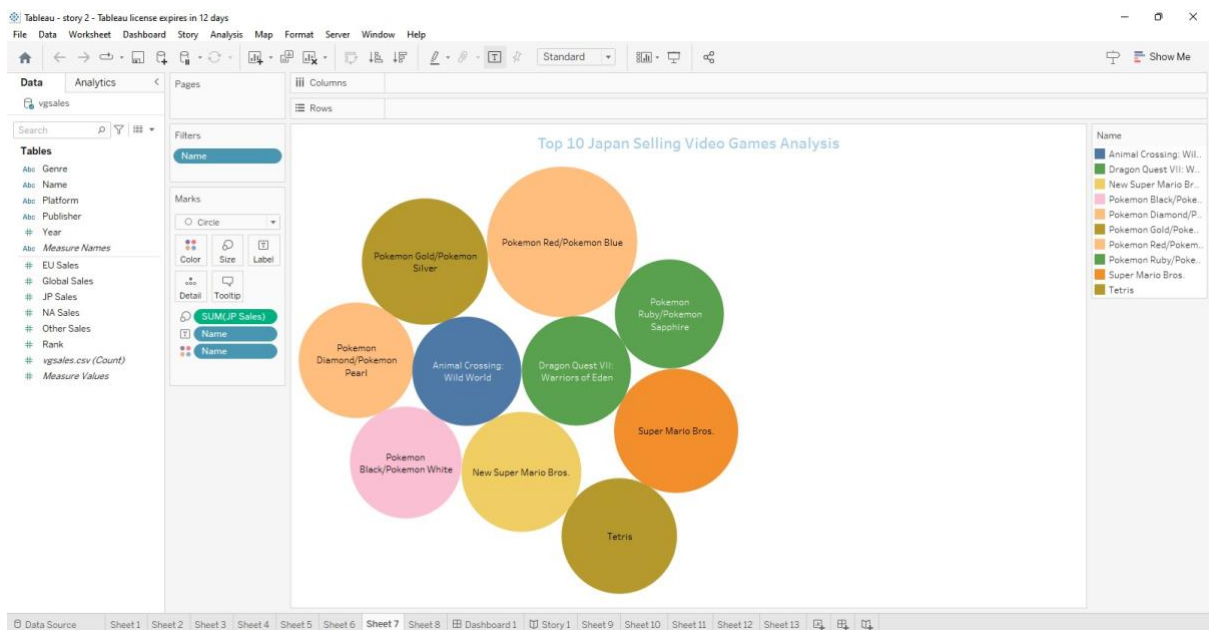 Tableau - story 2 - Tableau license expires in 12 days
File Data Worksheet Dashboard Story Analysis Map Format Server Window Help
Standard
Show Me
Data Analytics
vgsales
Search
Tables
Abc Genre
Abc Name
Abc Platform
Abc Publisher
# Year
Abc Measure Names
# EU Sales
# Global Sales
# JP Sales
# NA Sales
# Other Sales
# Rank
# vgsales.csv (Count)
# Measure Values
Pages
Filters
Name
Marks
Circle
Color Size Label
Detail Tooltip
SUM(JP Sales)
Name
Name
Columns
Rows
Top 10 Japan Selling Video Games Analysis
Pokemon Red/Pokemon Blue
Pokemon Gold/Pokemon
Silver
Pokemon
Ruby/Pokemon
Sapphire
Pokemon
Diamond/Pokemon
Pearl
Animal Crossing:
Wild World
Dragon Quest VII:
Warriors of Eden
Super Mario Bros.
Pokemon
Black/Pokemon White
New Super Mario Bros.
Tetris
Name
Animal Crossing: Wil..
Dragon Quest VII: W..
New Super Mario Br..
Pokemon Black/Poke..
Pokemon Diamond/P..
Pokemon Gold/Poke..
Pokemon Red/Pokem..
Pokemon Ruby/Poke..
Super Mario Bros.
Tetris
Data Source Sheet 1 Sheet 2 Sheet 3 Sheet 4 Sheet 5 Sheet 6 Sheet 7 Sheet 8 Dashboard 1 Story 1 Sheet 9 Sheet 10 Sheet 11 Sheet 12 Sheet 13